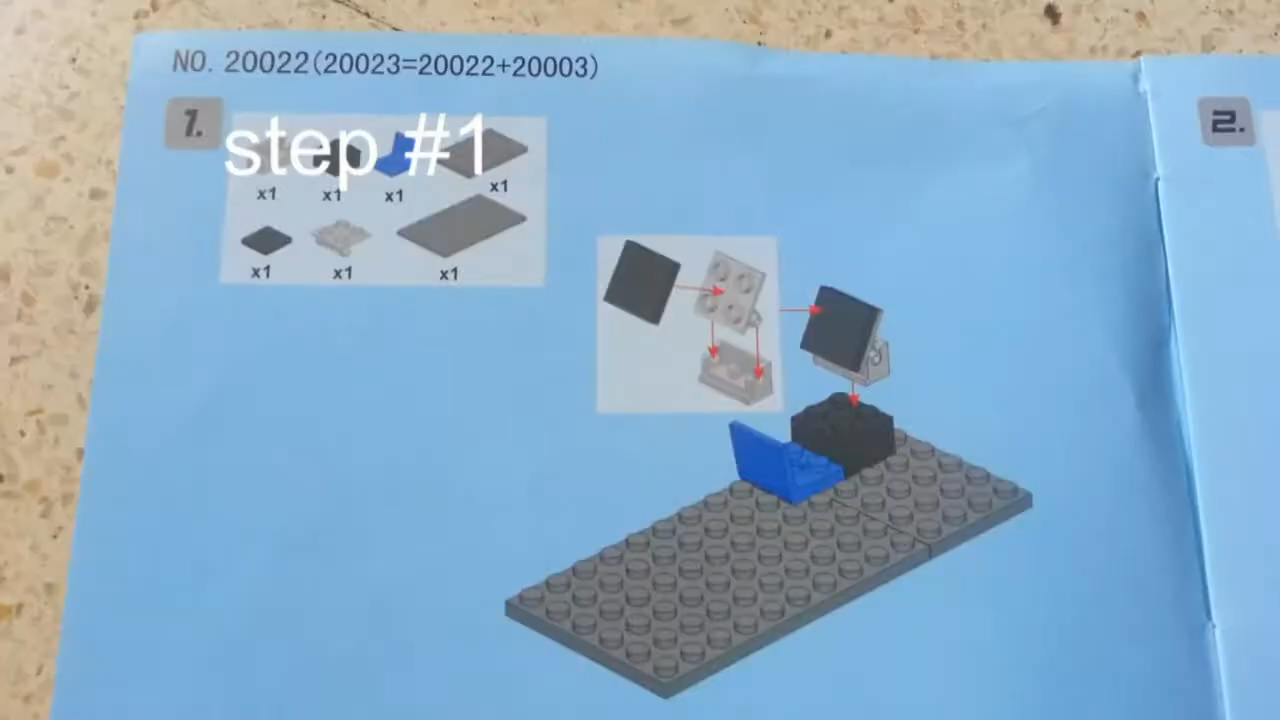 NO. 20022(20023=20022+20003)
1.
step #1
2.
x1 x1 x1 x1
x1 x1 x1